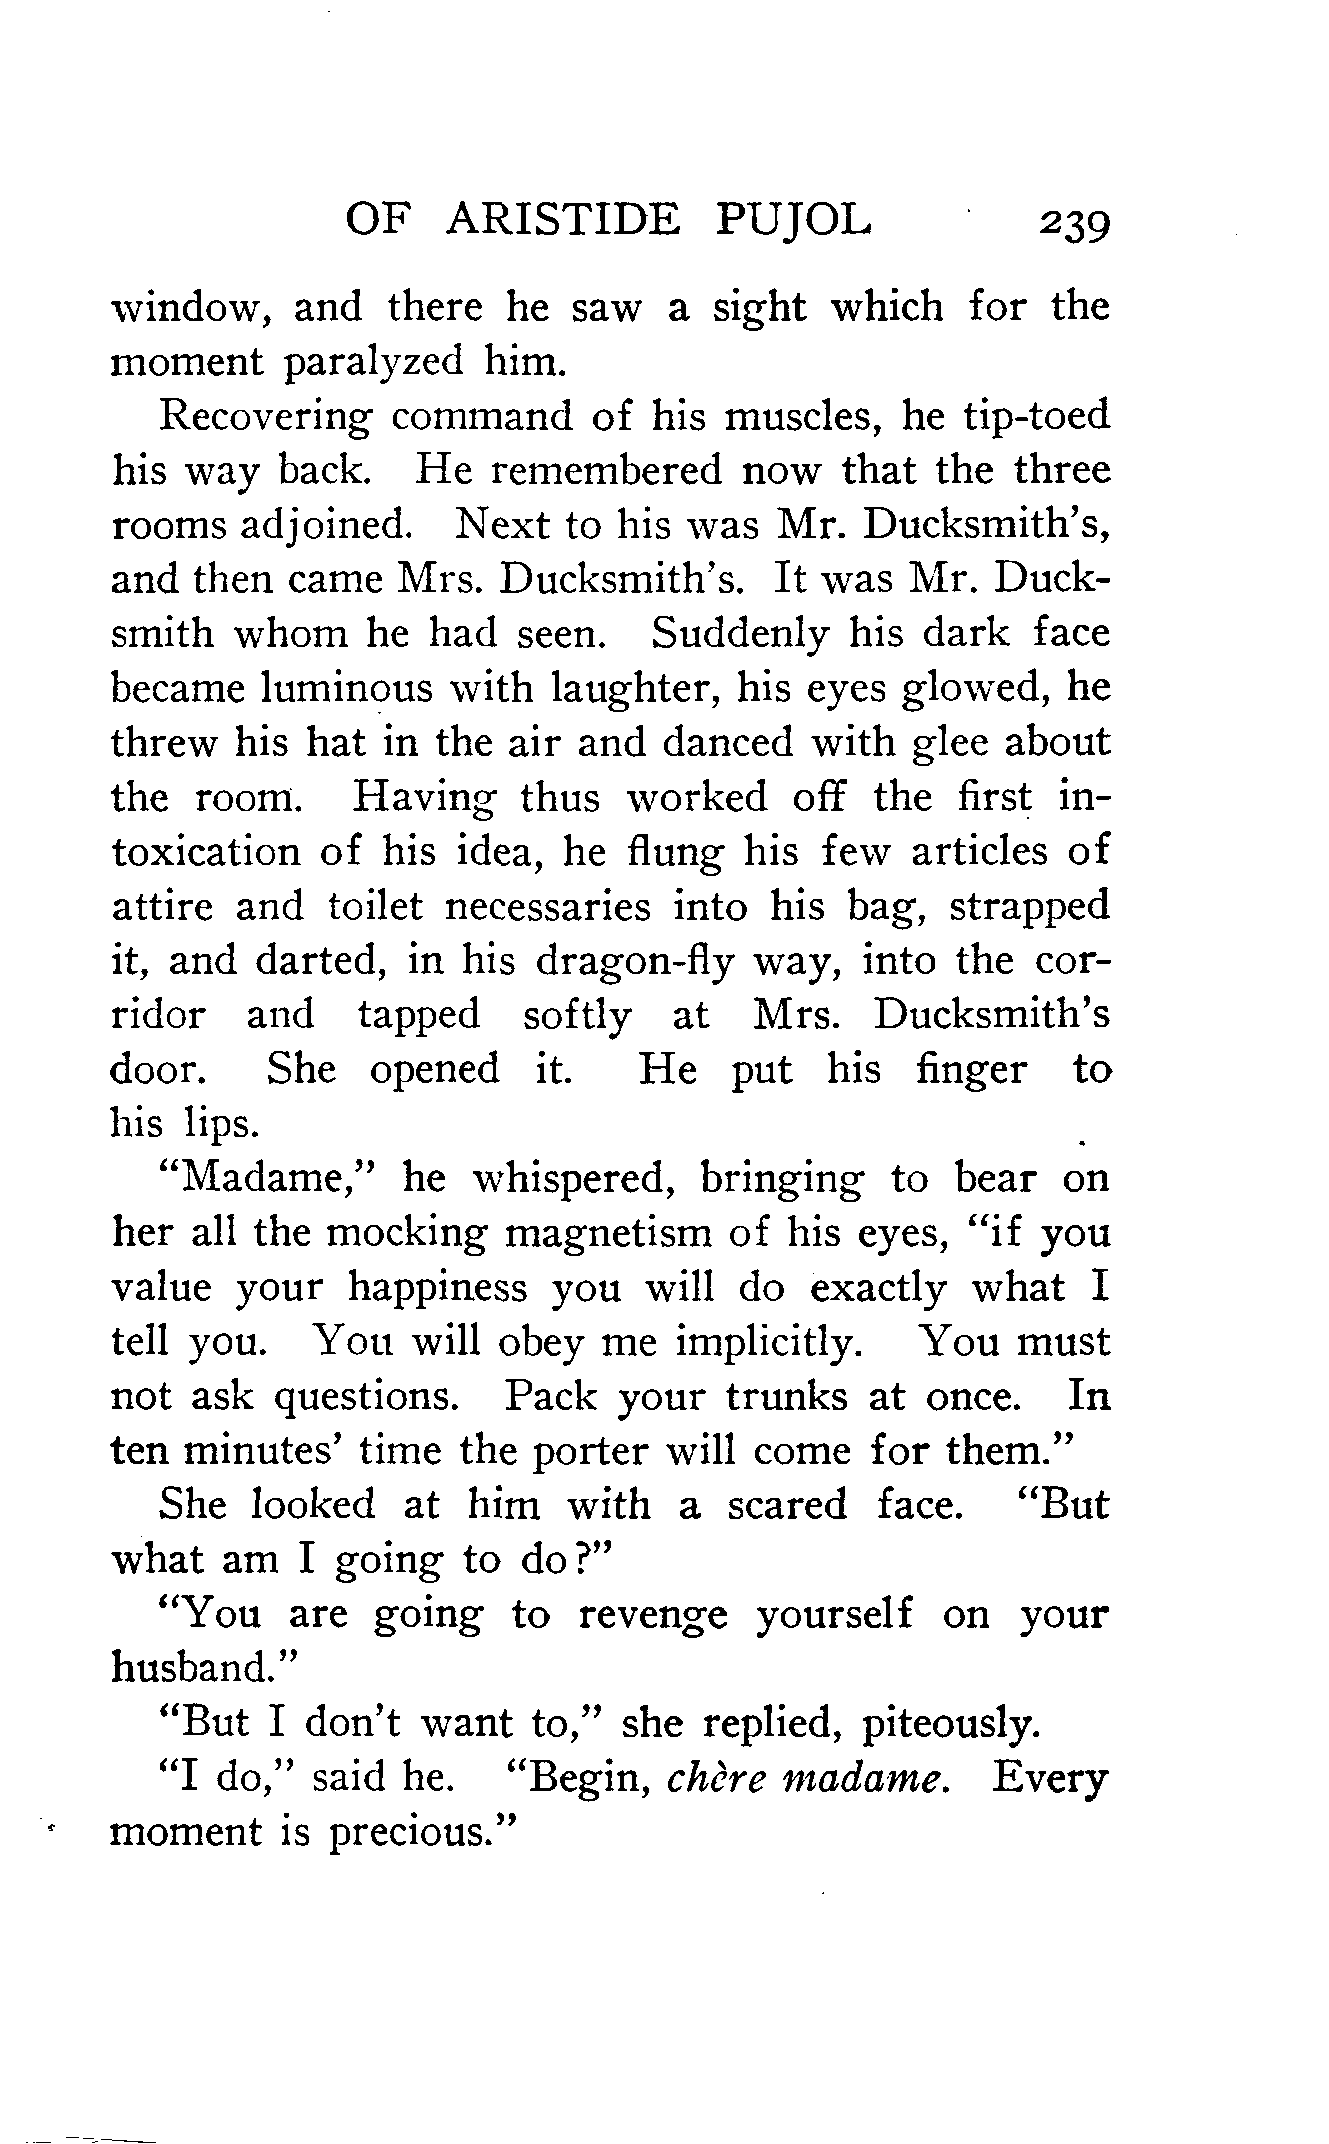 OF ARISTIDE PUJOL 239
window, and there he saw a sight which for the
moment paralyzed him.
Recovering command of his muscles, he tip-toed
his way back. He remembered now that the three
rooms adjoined. Next to his was Mr. Ducksmith's,
and then came Mrs. Ducksmith's. It was Mr. Duck-
smith whom he had seen. Suddenly his dark face
became luminous with laughter, his eyes glowed, he
threw his hat in the air and danced with glee about
the room. Having thus worked off the first in-
toxication of his idea, he flung his few articles of
attire and toilet necessaries into his bag, strapped
it, and darted, in his dragon-fly way, into the cor-
ridor and tapped softly at Mrs. Ducksmith's
door. She opened it. He put his finger to
his lips.
"Madame," he whispered, bringing to bear on
her all the mocking magnetism of his eyes, "if you
value your happiness you will do exactly what I
tell you. You will obey me implicitly. You must
not ask questions. Pack your trunks at once. In
ten minutes' time the porter will come for them."
She looked at him with a scared face. "But
what am I going to do?"
"You are going to revenge yourself on your
husband."
"But I don't want to," she replied, piteously.
"I do," said he. "Begin, chère madame. Every
moment is precious."